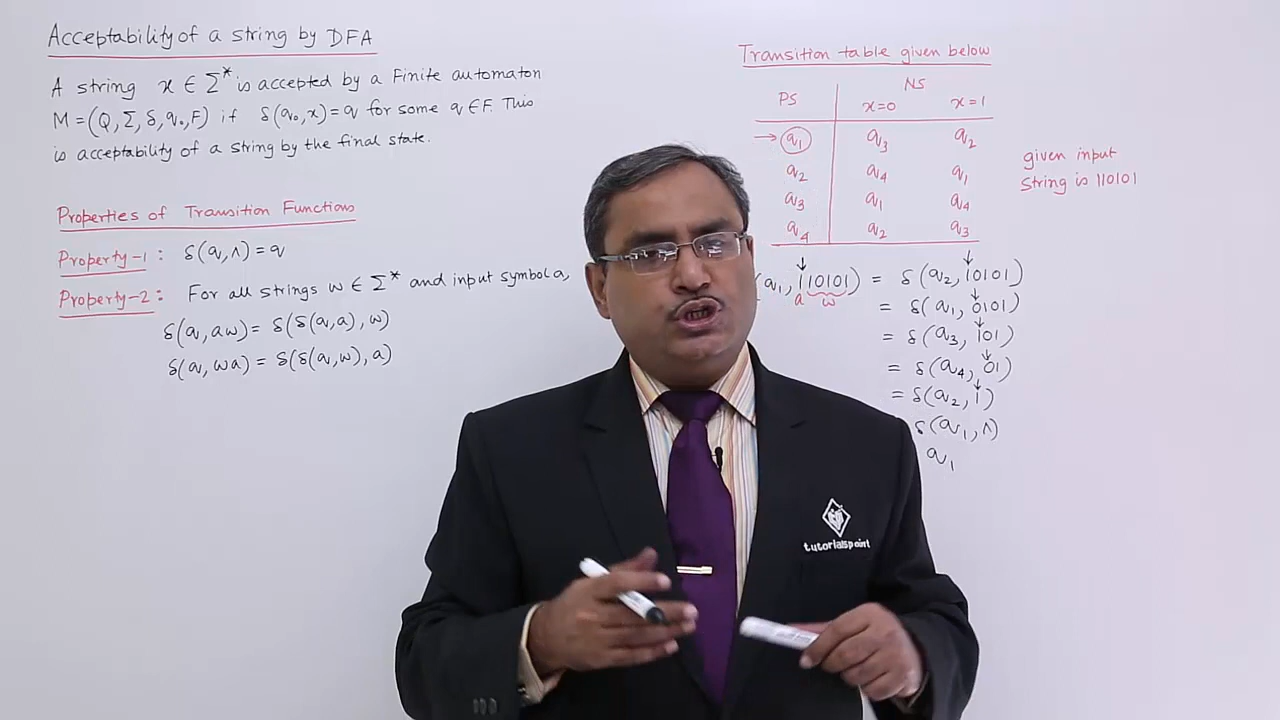 Acceptability of a string by DFA
A string x ∈ Σ* is accepted by a Finite automaton
M = (Q, Σ, δ, q₀, F) if δ(q₀, x) = q for some q ∈ F. This
is acceptability of a string by the final state.
Properties of Transition Functions
Property-1 : δ(q, ∧) = q
Property-2 : For all strings w ∈ Σ* and input symbol a,
δ(q, aw) = δ(δ(q, a), w)
δ(q, wa) = δ(δ(q, w), a)
Transition table given below
PS NS
x=0 x=1
→ q₁ q₃ q₂
q₂ q₄ q₁
q₃ q₁ q₄
q₄ q₂ q₃
given input
string is 110101
(q₁, 110101) = δ(q₂, 10101)
a w
= δ(q₁, 0101)
= δ(q₃, 101)
= δ(q₄, 01)
= δ(q₂, 1)
δ(q₁, ∧)
q₁
tutorialspoint